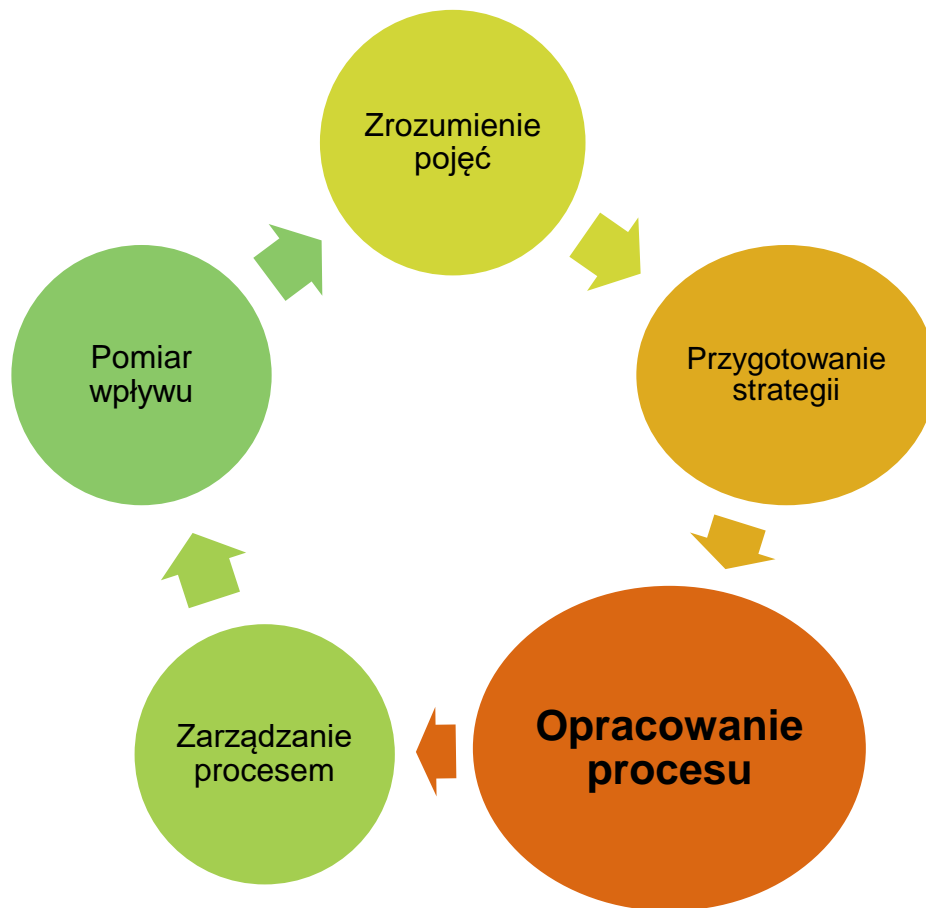 Zrozumienie
pojęć
Przygotowanie
strategii
Opracowanie
procesu
Zarządzanie
procesem
Pomiar
wpływu